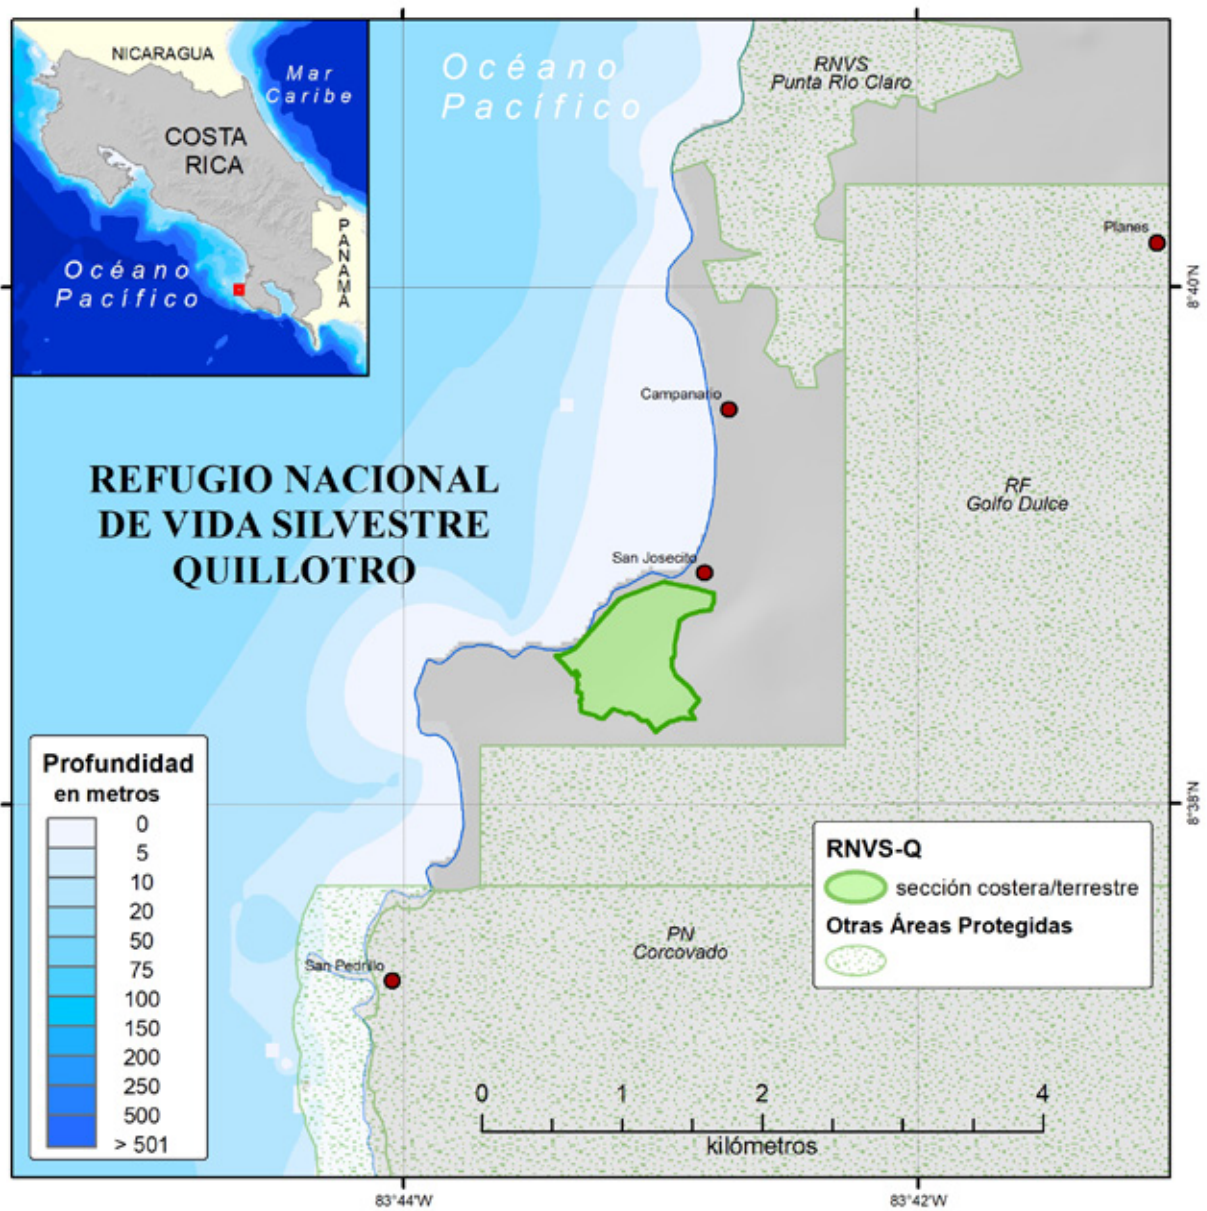 NICARAGUA
Mar
Caribe
COSTA
RICA
PANAMÁ
Océano
Pacífico
Océano
Pacífico
RNVS
Punta Rio Claro
Planes
8°40'N
Campanario
RF
Golfo Dulce
REFUGIO NACIONAL
DE VIDA SILVESTRE
QUILLOTRO
San Josecito
Profundidad
en metros
0
5
10
20
50
75
100
150
200
250
500
> 501
8°38'N
RNVS-Q
sección costera/terrestre
Otras Áreas Protegidas
PN
Corcovado
San Pedrillo
0 1 2 4
kilómetros
83°44'W
83°42'W